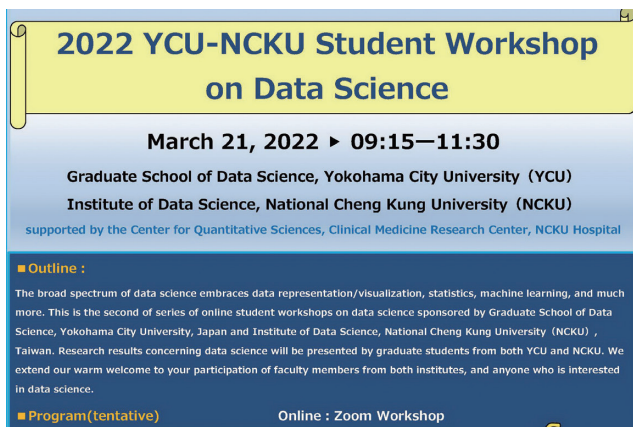 2022 YCU-NCKU Student Workshop
on Data Science
March 21, 2022 ▶ 09:15—11:30
Graduate School of Data Science, Yokohama City University (YCU)
Institute of Data Science, National Cheng Kung University (NCKU)
supported by the Center for Quantitative Sciences, Clinical Medicine Research Center, NCKU Hospital
■Outline :
The broad spectrum of data science embraces data representation/visualization, statistics, machine learning, and much
more. This is the second of series of online student workshops on data science sponsored by Graduate School of Data
Science, Yokohama City University, Japan and Institute of Data Science, National Cheng Kung University (NCKU) ,
Taiwan. Research results concerning data science will be presented by graduate students from both YCU and NCKU. We
extend our warm welcome to your participation of faculty members from both institutes, and anyone who is interested
in data science.
■Program(tentative) Online : Zoom Workshop